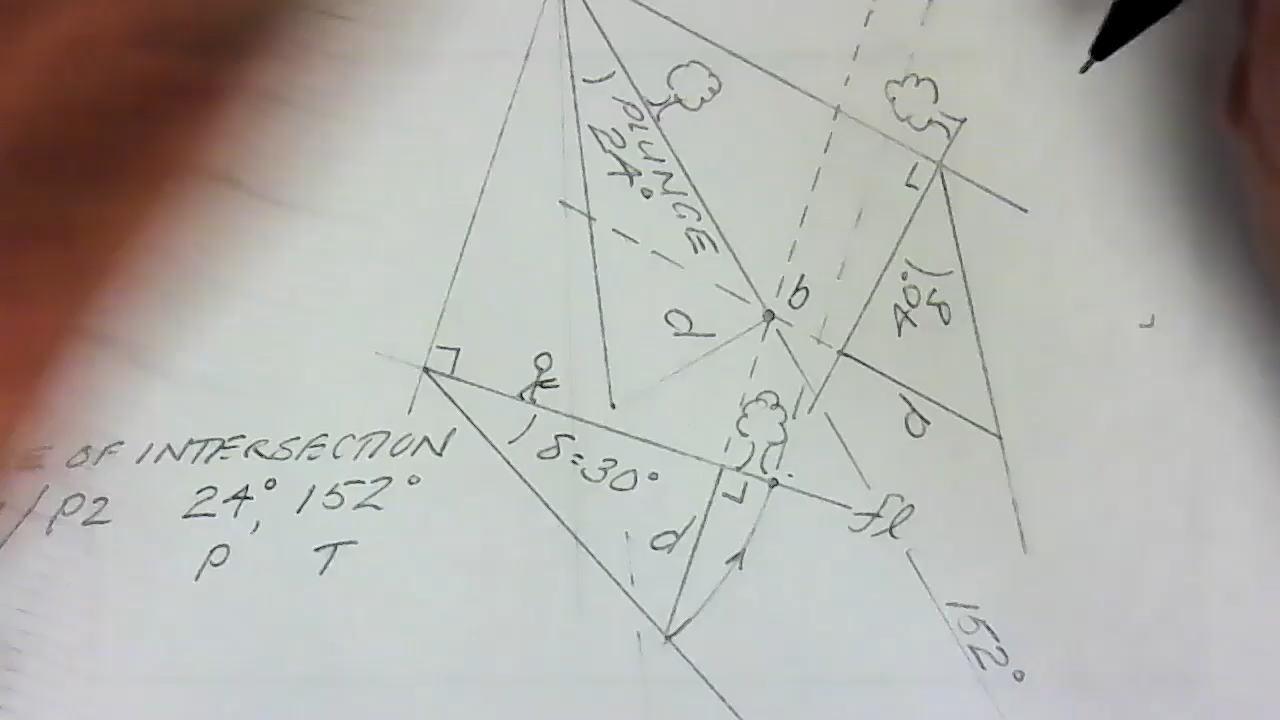 PLUNGE
24°
b
d
δ
40°
d
δ=30°
d
fl
E OF INTERSECTION
/P2 24°, 152°
P T
152°